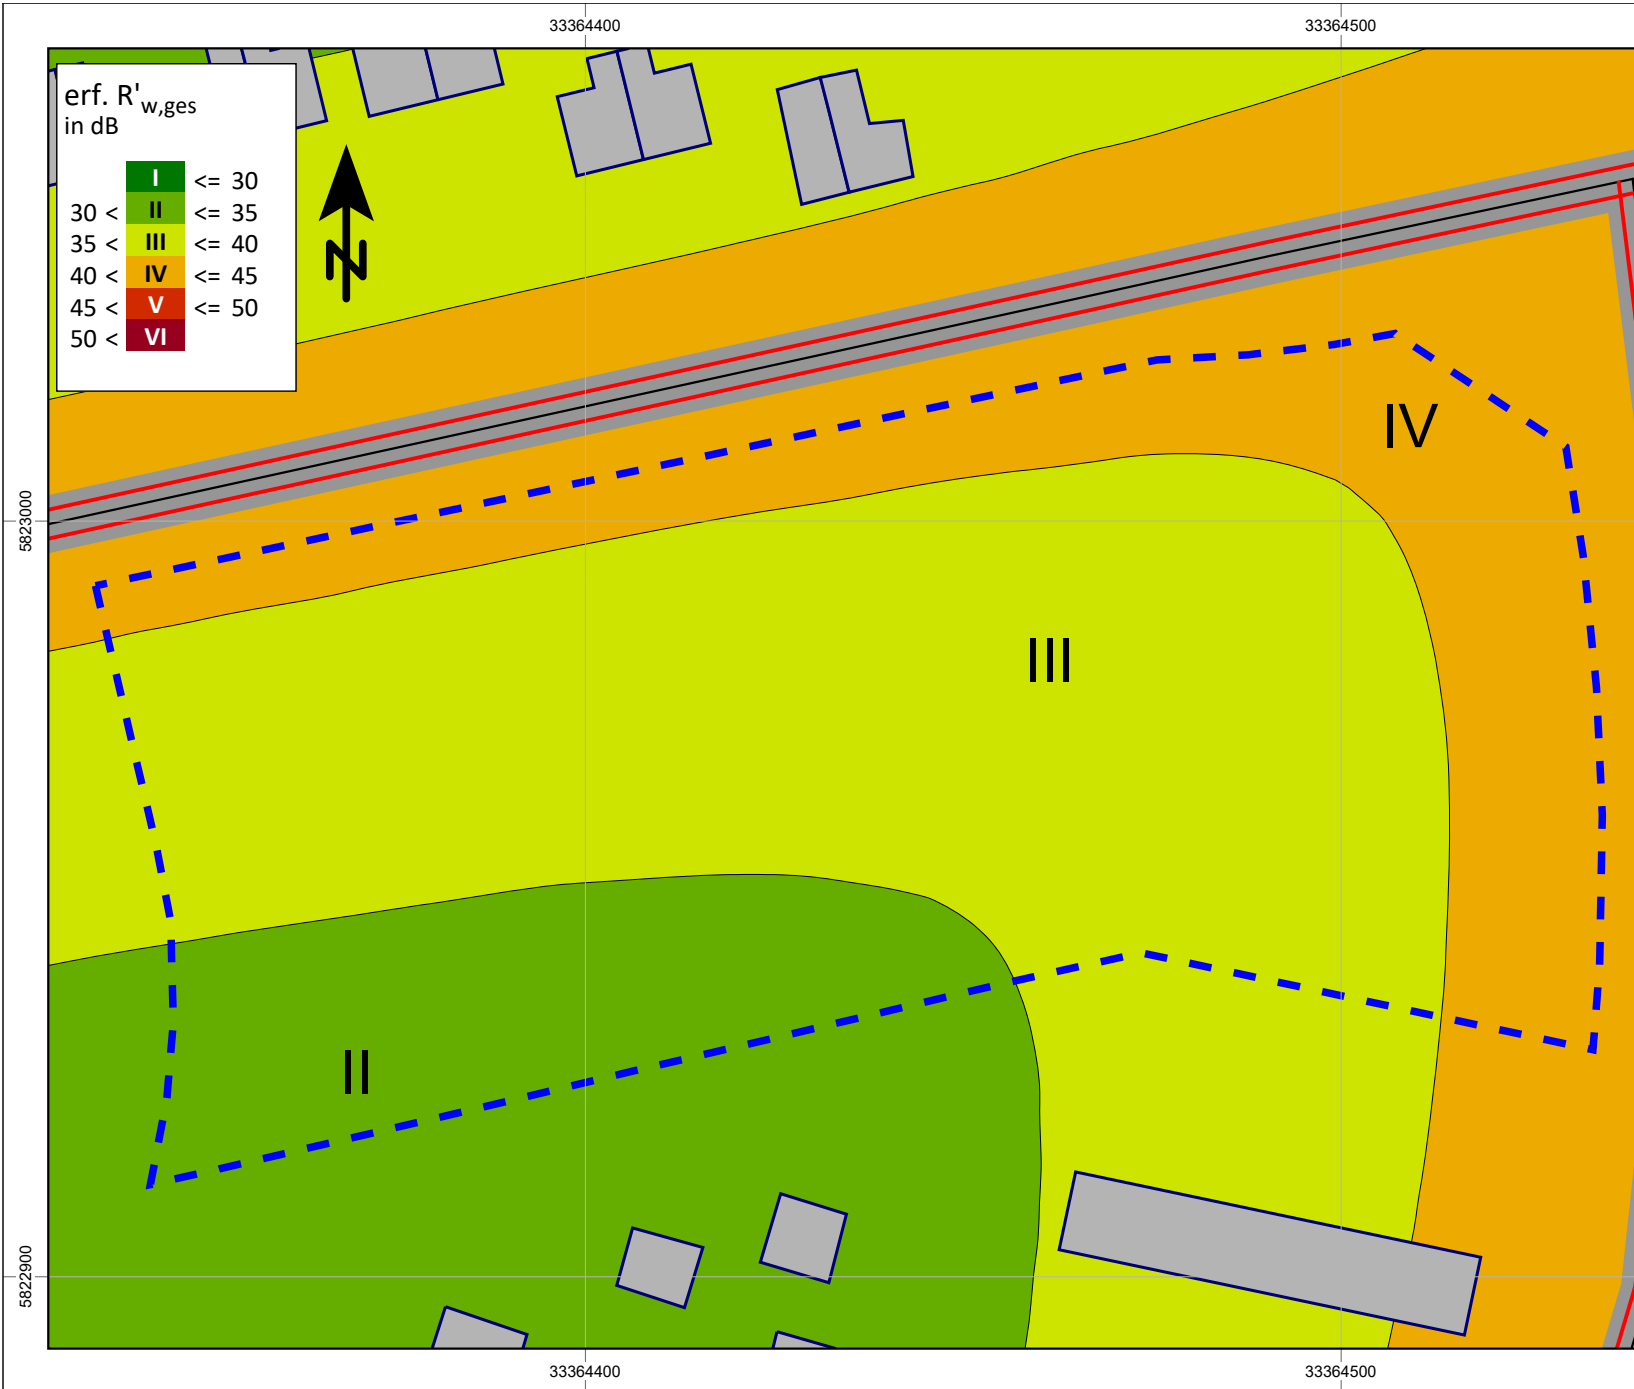 33364400 33364500
erf. R'w,ges
in dB
I <= 30
30 < II <= 35
35 < III <= 40
40 < IV <= 45
45 < V <= 50
50 < VI
N
IV
5823000
III
II
5822900
33364400 33364500